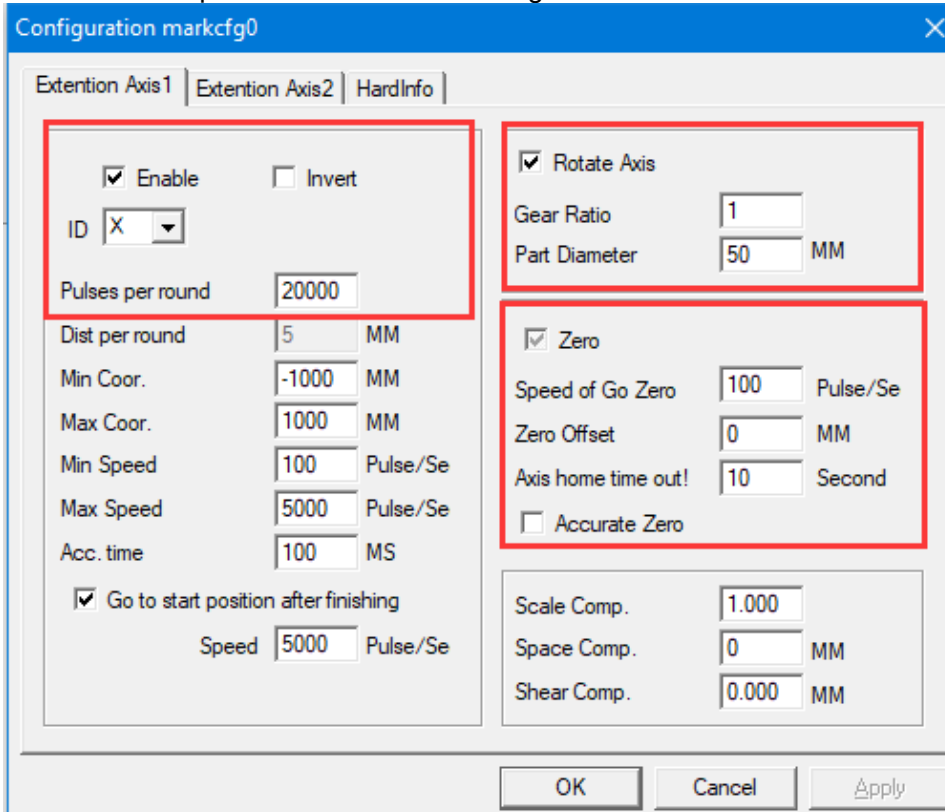 Configuration markcfg0
Extention Axis1 Extention Axis2 HardInfo
Enable Invert
ID X
Pulses per round 20000
Dist per round 5 MM
Min Coor. -1000 MM
Max Coor. 1000 MM
Min Speed 100 Pulse/Se
Max Speed 5000 Pulse/Se
Acc. time 100 MS
Go to start position after finishing
Speed 5000 Pulse/Se
Rotate Axis
Gear Ratio 1
Part Diameter 50 MM
Zero
Speed of Go Zero 100 Pulse/Se
Zero Offset 0 MM
Axis home time out! 10 Second
Accurate Zero
Scale Comp. 1.000
Space Comp. 0 MM
Shear Comp. 0.000 MM
OK Cancel Apply